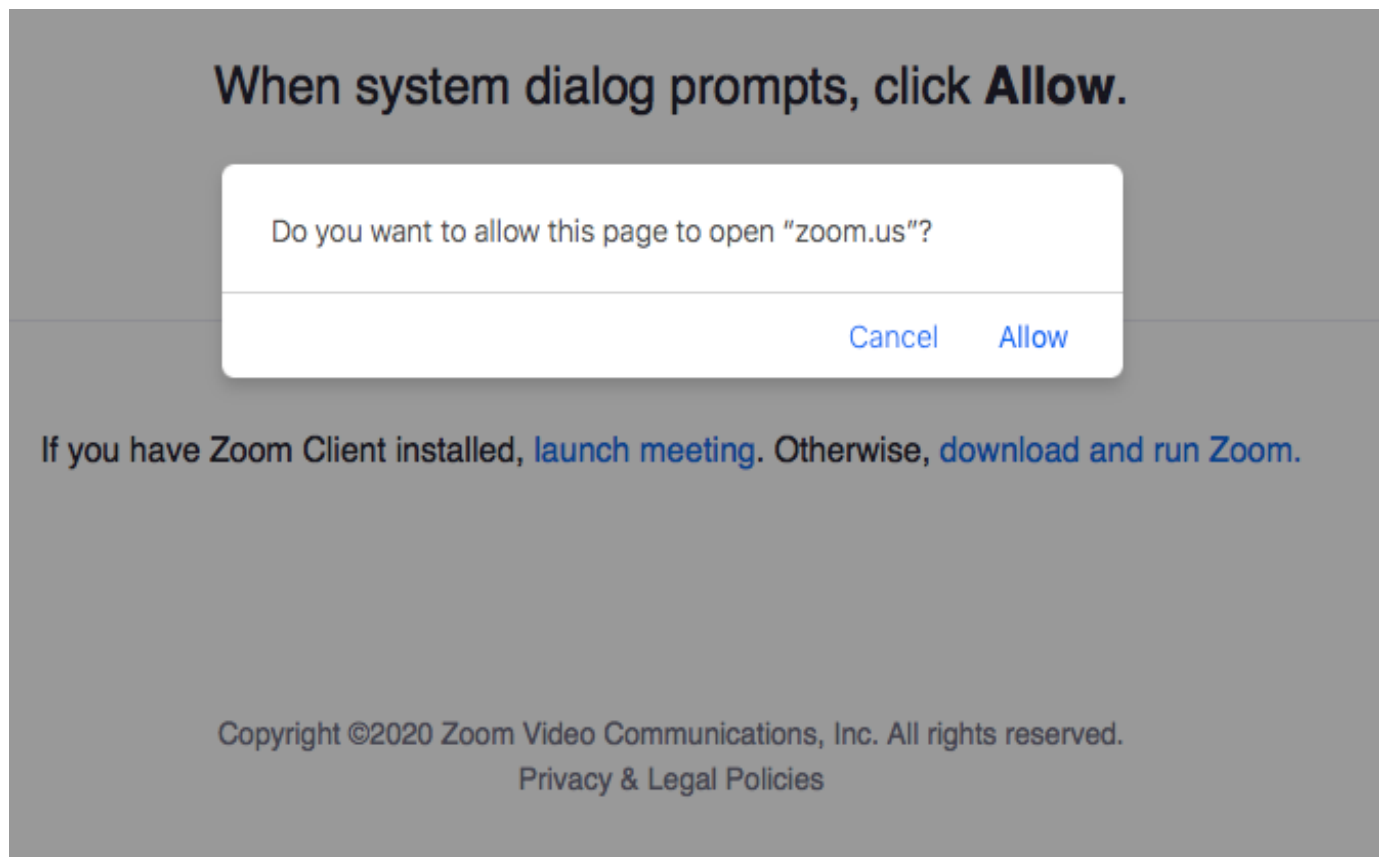 When system dialog prompts, click Allow.
Do you want to allow this page to open “zoom.us”?
Cancel Allow
If you have Zoom Client installed, launch meeting. Otherwise, download and run Zoom.
Copyright ©2020 Zoom Video Communications, Inc. All rights reserved.
Privacy & Legal Policies